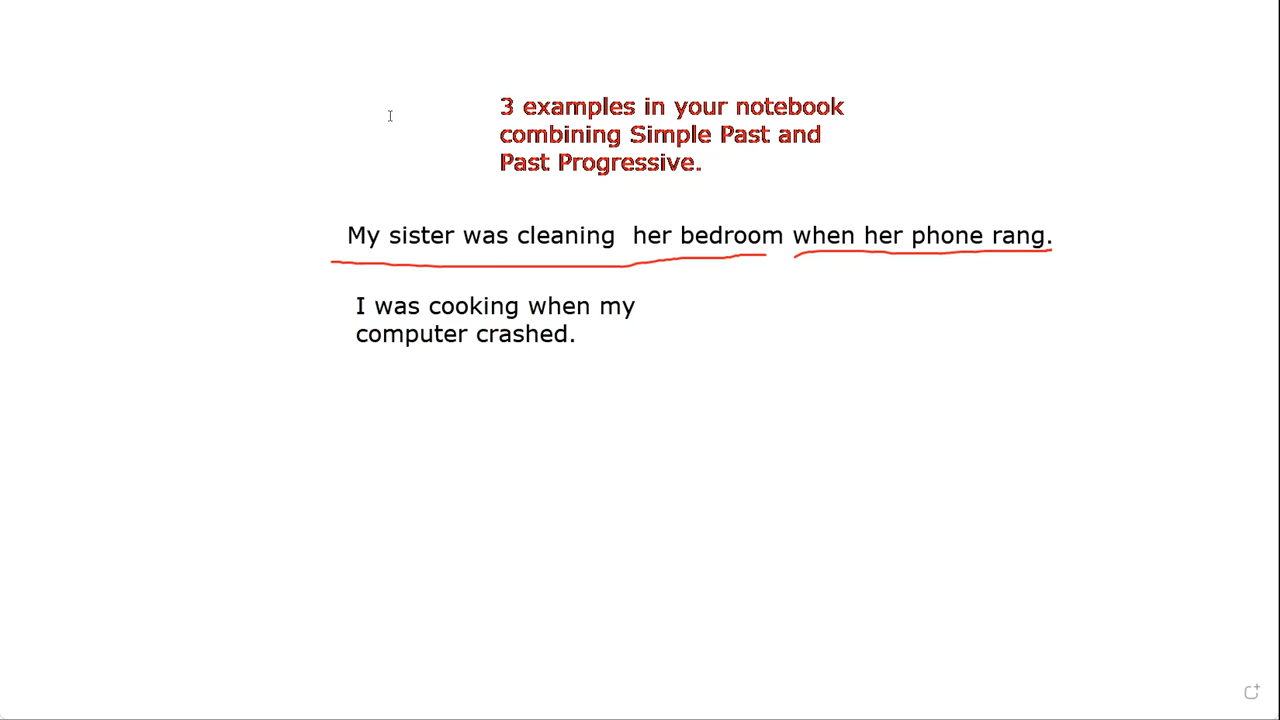 3 examples in your notebook
combining Simple Past and
Past Progressive.
My sister was cleaning  her bedroom when her phone rang.
I was cooking when my
computer crashed.